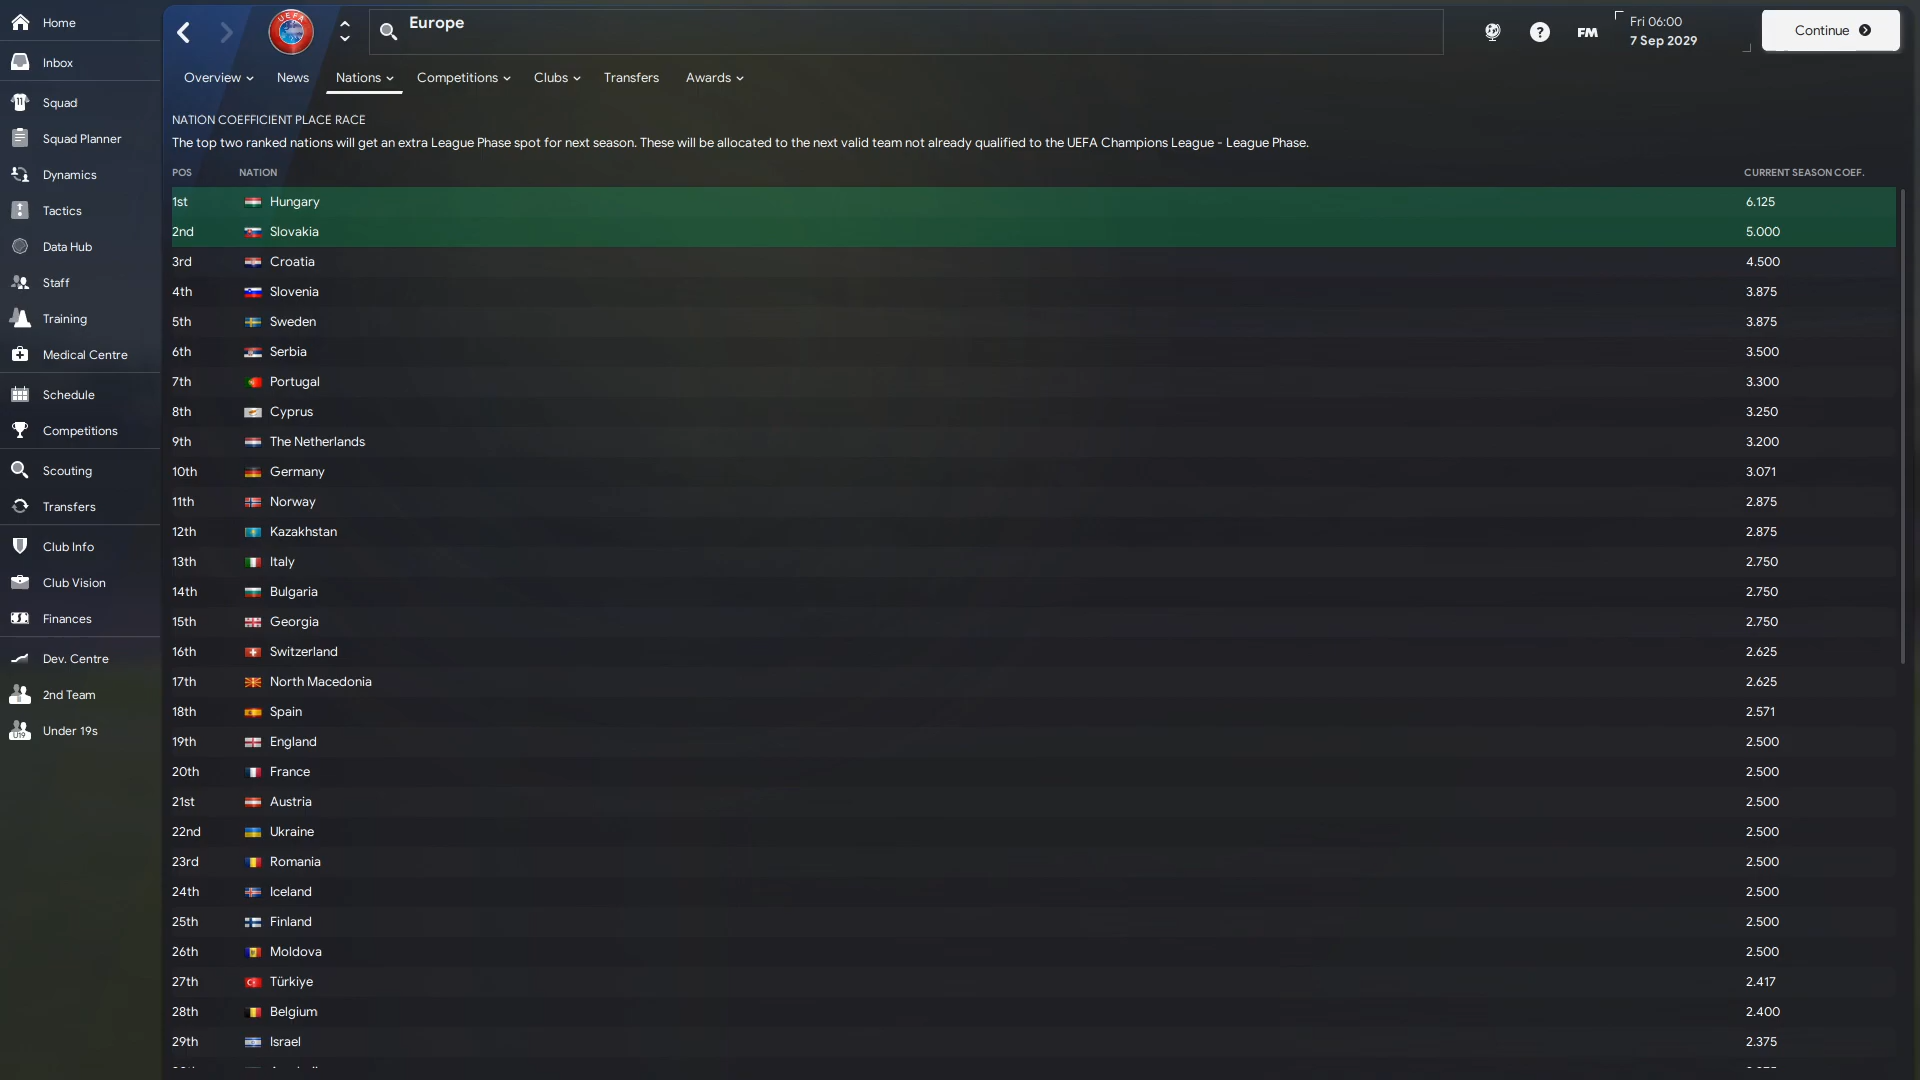 Home
Inbox
Squad
Squad Planner
Dynamics
Tactics
Data Hub
Staff
Training
Medical Centre
Schedule
Competitions
Scouting
Transfers
Club Info
Club Vision
Finances
Dev. Centre
2nd Team
Under 19s
UEFA
Europe
FM
Fri 06:00
7 Sep 2029
Continue
Overview News Nations Competitions Clubs Transfers Awards
NATION COEFFICIENT PLACE RACE
The top two ranked nations will get an extra League Phase spot for next season. These will be allocated to the next valid team not already qualified to the UEFA Champions League - League Phase.
POS NATION CURRENT SEASON COEF.
1st Hungary 6.125
2nd Slovakia 5.000
3rd Croatia 4.500
4th Slovenia 3.875
5th Sweden 3.875
6th Serbia 3.500
7th Portugal 3.300
8th Cyprus 3.250
9th The Netherlands 3.200
10th Germany 3.071
11th Norway 2.875
12th Kazakhstan 2.875
13th Italy 2.750
14th Bulgaria 2.750
15th Georgia 2.750
16th Switzerland 2.625
17th North Macedonia 2.625
18th Spain 2.571
19th England 2.500
20th France 2.500
21st Austria 2.500
22nd Ukraine 2.500
23rd Romania 2.500
24th Iceland 2.500
25th Finland 2.500
26th Moldova 2.500
27th Türkiye 2.417
28th Belgium 2.400
29th Israel 2.375